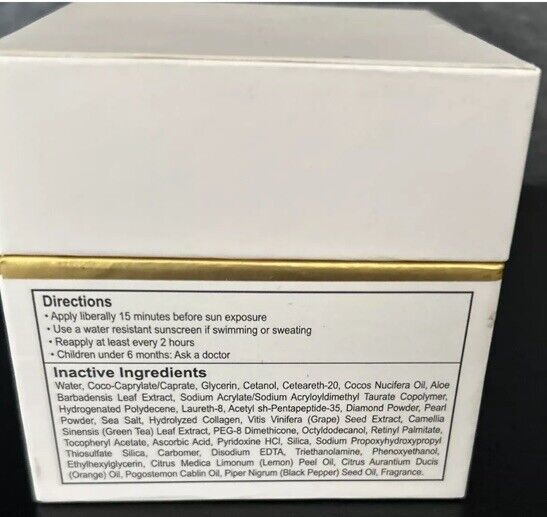 Directions
• Apply liberally 15 minutes before sun exposure
• Use a water resistant sunscreen if swimming or sweating
• Reapply at least every 2 hours
• Children under 6 months: Ask a doctor
Inactive Ingredients
Water, Coco-Caprylate/Caprate, Glycerin, Cetanol, Ceteareth-20, Cocos Nucifera Oil, Aloe
Barbadensis Leaf Extract, Sodium Acrylate/Sodium Acryloyldimethyl Taurate Copolymer,
Hydrogenated Polydecene, Laureth-8, Acetyl sh-Pentapeptide-35, Diamond Powder, Pearl
Powder, Sea Salt, Hydrolyzed Collagen, Vitis Vinifera (Grape) Seed Extract, Camellia
Sinensis (Green Tea) Leaf Extract, PEG-8 Dimethicone, Octyldodecanol, Retinyl Palmitate,
Tocopheryl Acetate, Ascorbic Acid, Pyridoxine HCI, Silica, Sodium Propoxyhydroxypropyl
Thiosulfate Silica, Carbomer, Disodium EDTA, Triethanolamine, Phenoxyethanol,
Ethylhexylglycerin, Citrus Medica Limonum (Lemon) Peel Oil, Citrus Aurantium Ducis
(Orange) Oil, Pogostemon Cablin Oil, Piper Nigrum (Black Pepper) Seed Oil, Fragrance.